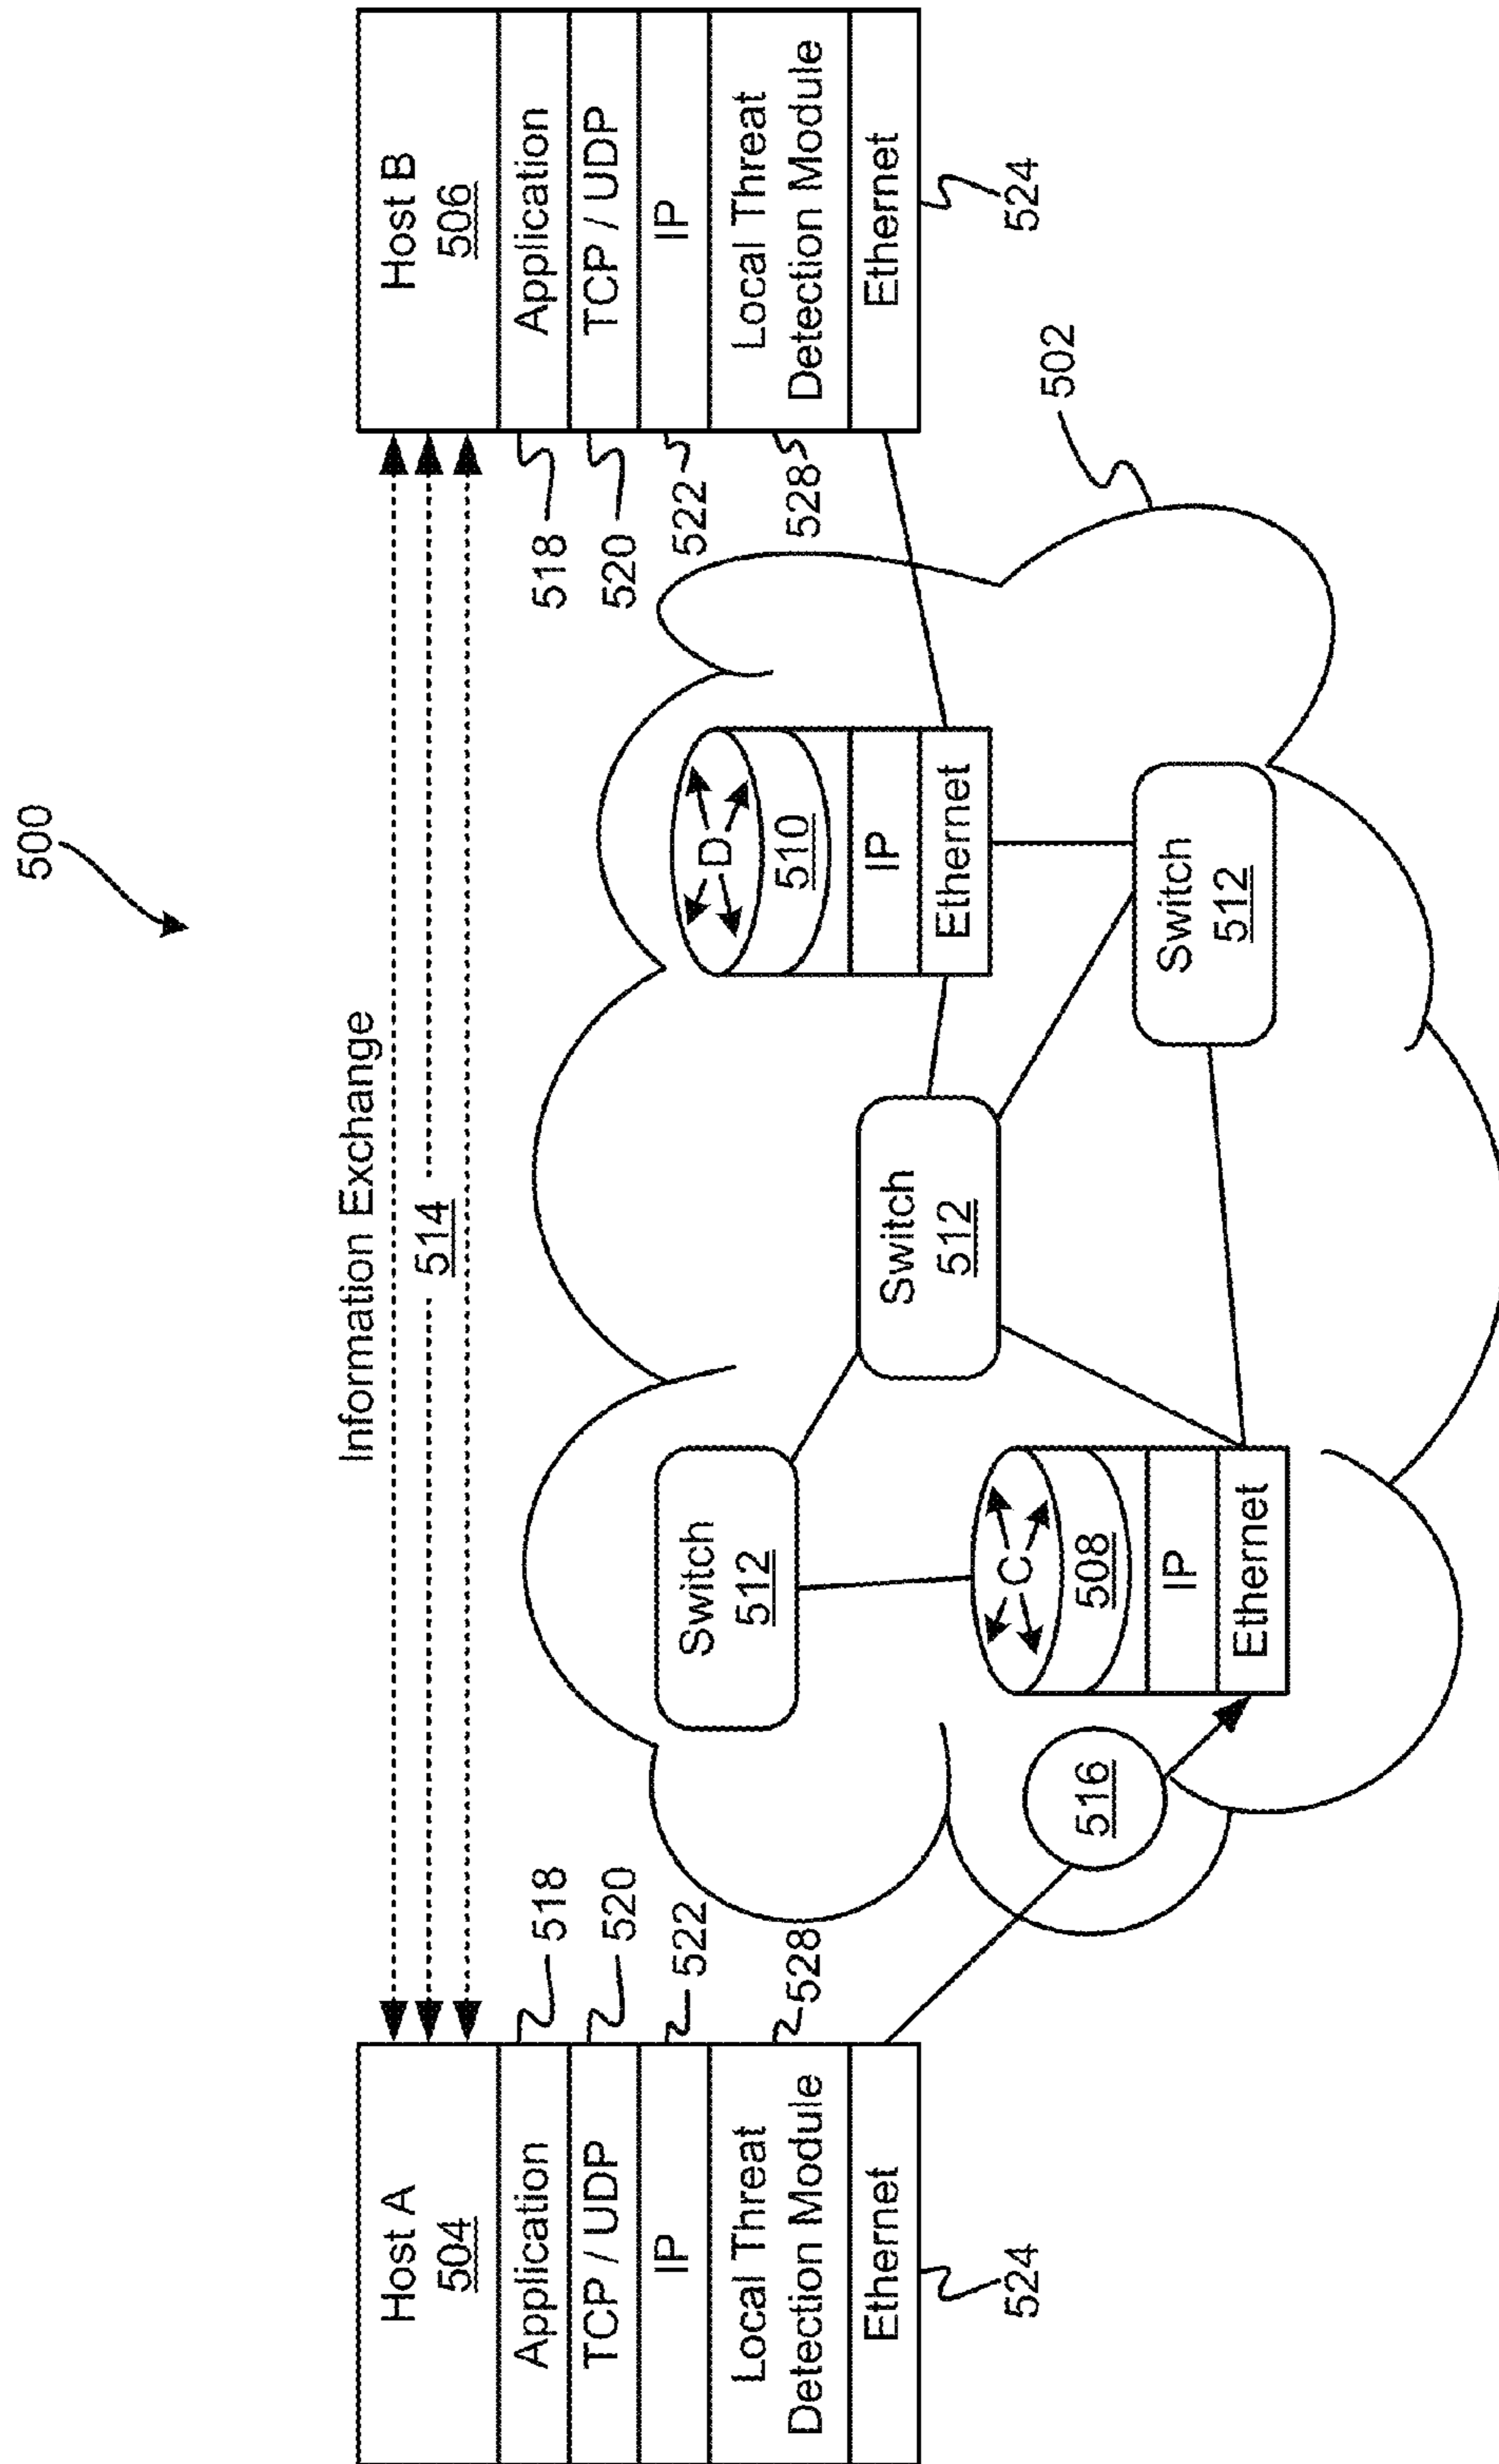 500
Information Exchange
514
Host A
504
Application
TCP / UDP
IP
Local Threat
Detection Module
Ethernet
518
520
522
528
524
Host B
506
Application
TCP / UDP
IP
Local Threat
Detection Module
Ethernet
518
520
522
528
524
502
Switch
512
Switch
512
Switch
512
D
510
IP
Ethernet
C
508
IP
Ethernet
516